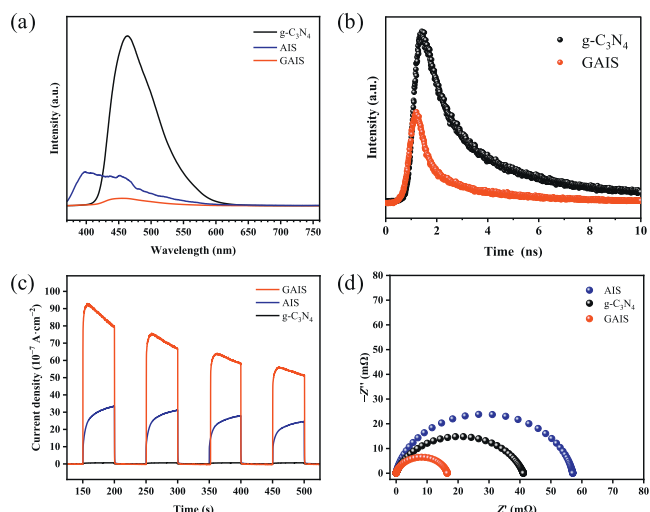 (a)
g-C₃N₄
AIS
GAIS
Intensity (a.u.)
400 450 500 550 600 650 700 750
Wavelength (nm)
(b)
g-C₃N₄
GAIS
Intensity (a.u.)
0 2 4 6 8 10
Time (ns)
(c)
GAIS
AIS
g-C₃N₄
Current density (10⁻⁷ A·cm⁻²)
100
90
80
70
60
50
40
30
20
10
0
150 200 250 300 350 400 450 500
Time (s)
(d)
AIS
g-C₃N₄
GAIS
−Z'' (mΩ)
80
70
60
50
40
30
20
10
0
0 10 20 30 40 50 60 70 80
Z' (mΩ)